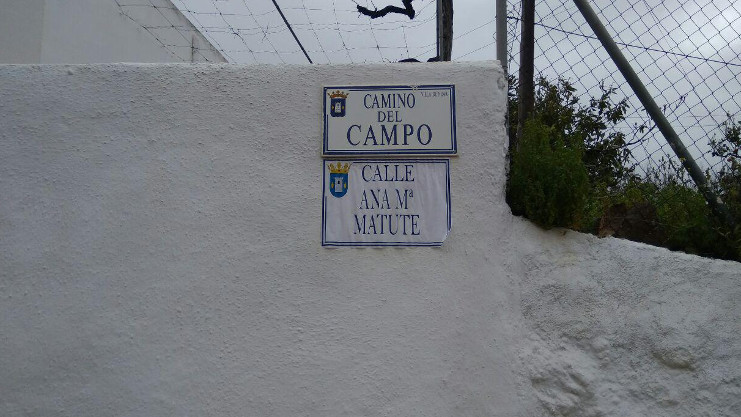 CAMINO
DEL
CAMPO
CALLE
ANA Mª
MATUTE